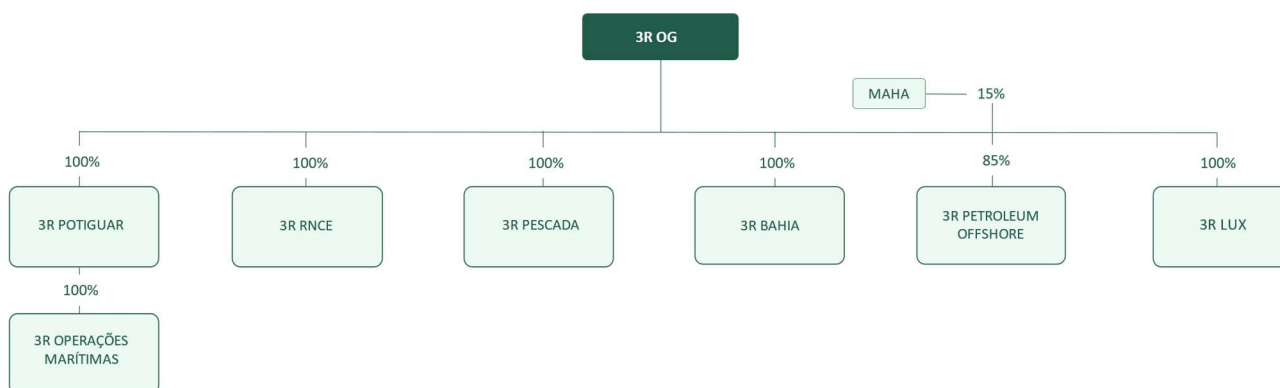 3R OG
MAHA
15%
100%
100%
100%
100%
85%
100%
3R POTIGUAR
3R RNCE
3R PESCADA
3R BAHIA
3R PETROLEUM
OFFSHORE
3R LUX
100%
3R OPERAÇÕES
MARÍTIMAS